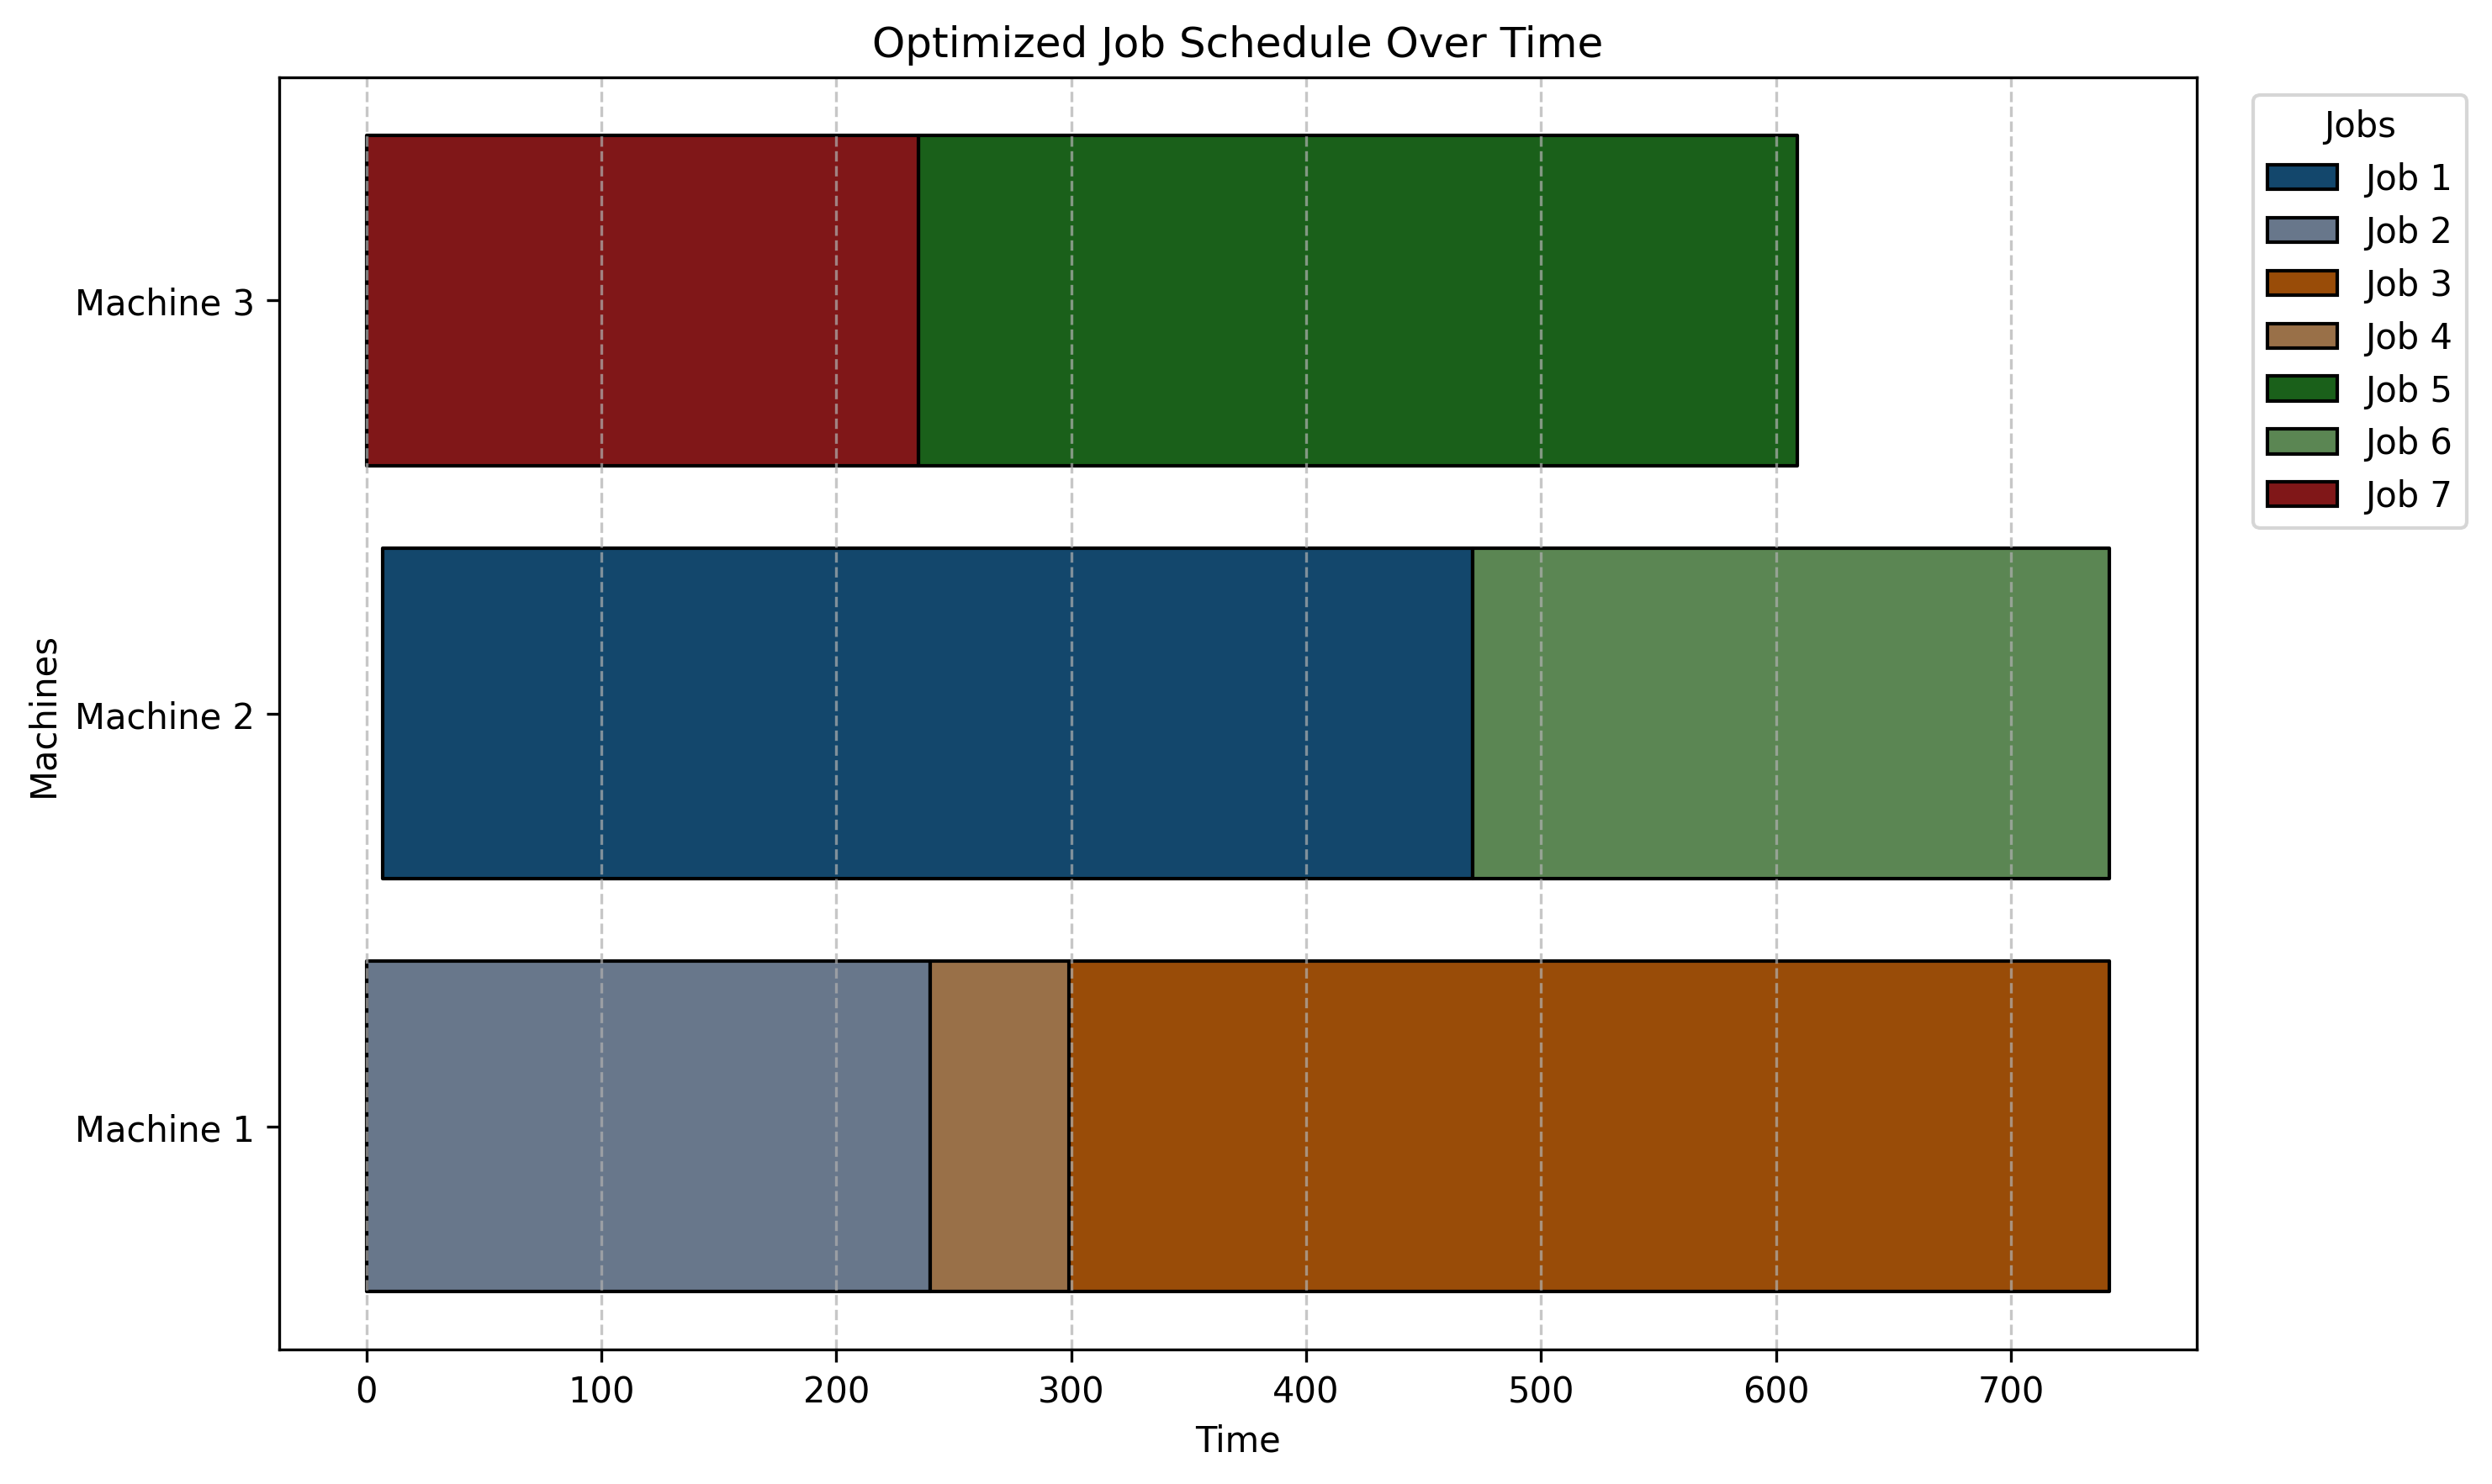 Optimized Job Schedule Over Time
Machines
Machine 3
Machine 2
Machine 1
0 100 200 300 400 500 600 700
Time
Jobs
Job 1
Job 2
Job 3
Job 4
Job 5
Job 6
Job 7